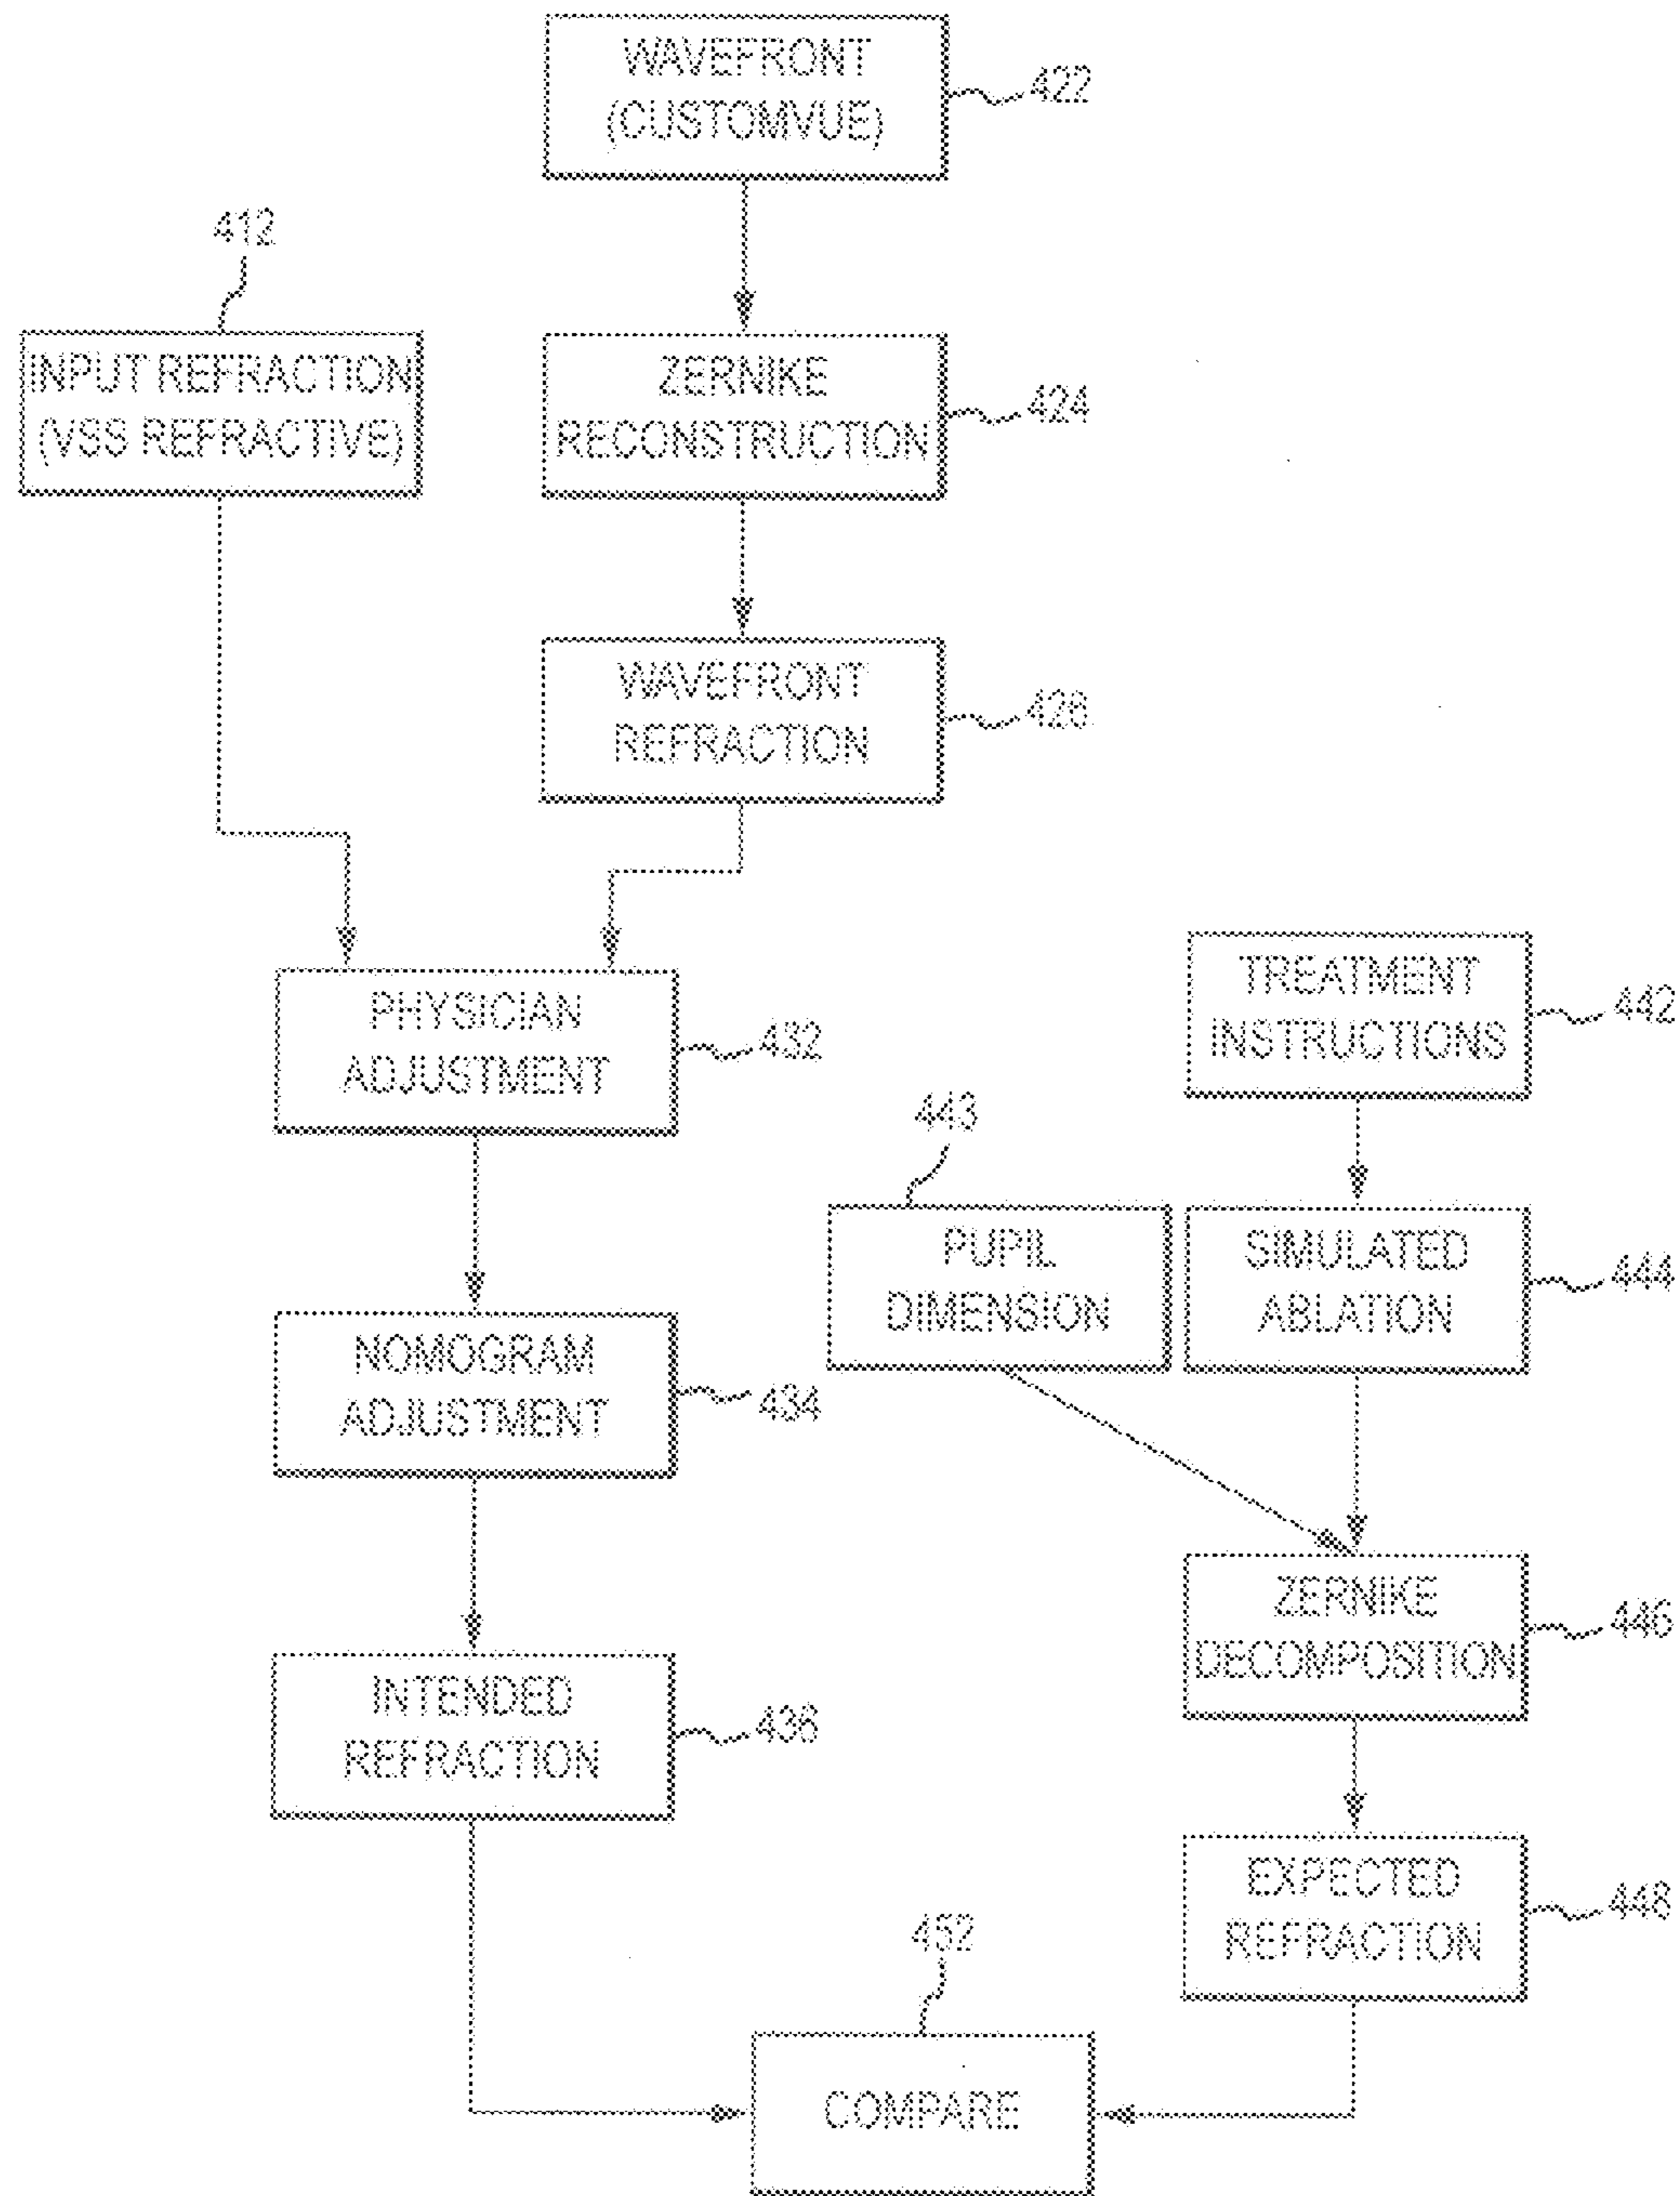 WAVEFRONT
(CUSTOMVUE)
422
412
INPUT REFRACTION
(VSS REFRACTIVE)
ZERNIKE
RECONSTRUCTION
424
WAVEFRONT
REFRACTION
426
PHYSICIAN
ADJUSTMENT
432
TREATMENT
INSTRUCTIONS
442
443
PUPIL
DIMENSION
SIMULATED
ABLATION
444
NOMOGRAM
ADJUSTMENT
434
ZERNIKE
DECOMPOSITION
446
INTENDED
REFRACTION
436
EXPECTED
REFRACTION
448
452
COMPARE